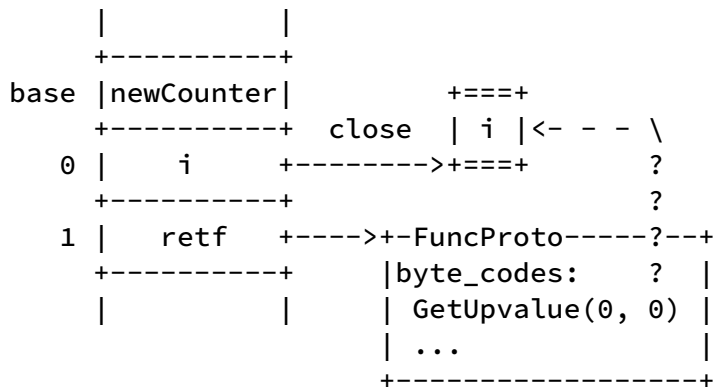 base |newCounter| +===+
close | i |<- - - \
0 | i +-------->+===+ ?
?
1 | retf +---->+-FuncProto-----?--+
|byte_codes: ? |
| GetUpvalue(0, 0) |
| ... |